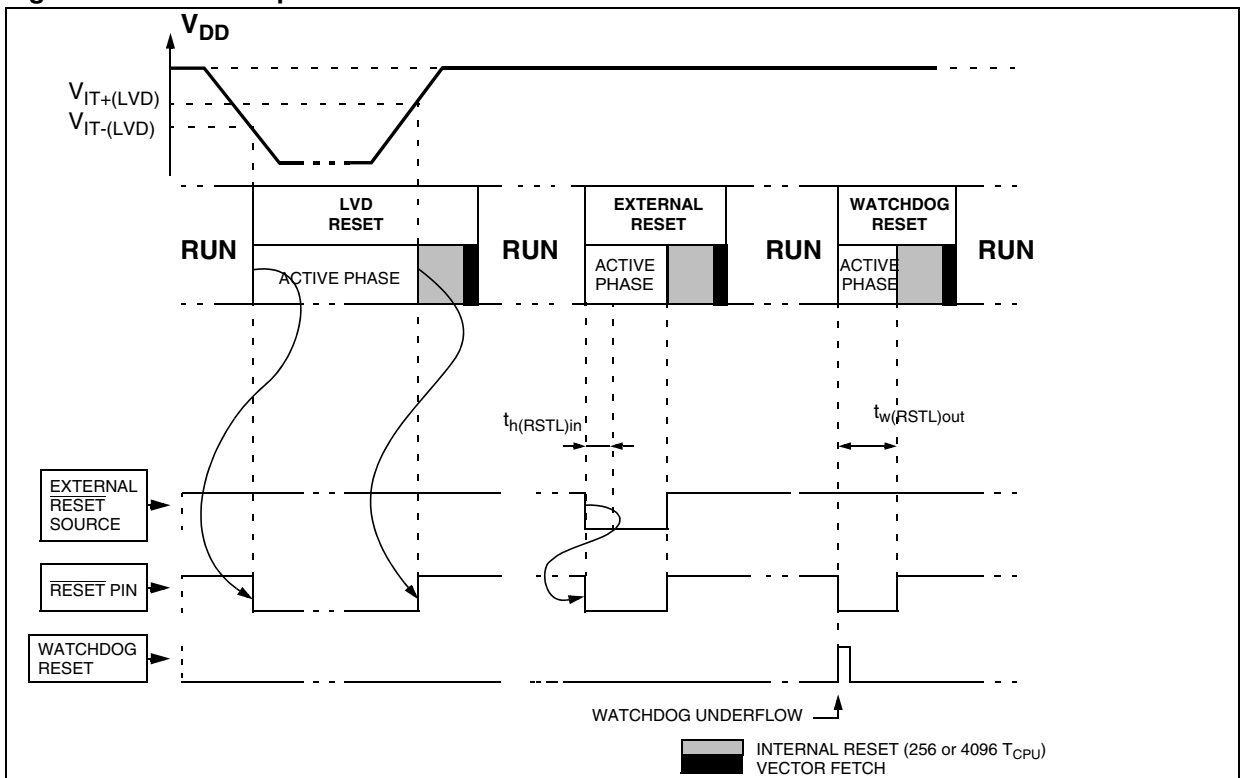 VDD
VIT+(LVD)
VIT-(LVD)
LVD
RESET
EXTERNAL
RESET
WATCHDOG
RESET
RUN
ACTIVE PHASE
RUN
ACTIVE
PHASE
RUN
ACTIVE
PHASE
RUN
th(RSTL)in
tw(RSTL)out
EXTERNAL
RESET
SOURCE
RESET PIN
WATCHDOG
RESET
WATCHDOG UNDERFLOW
INTERNAL RESET (256 or 4096 TCPU)
VECTOR FETCH